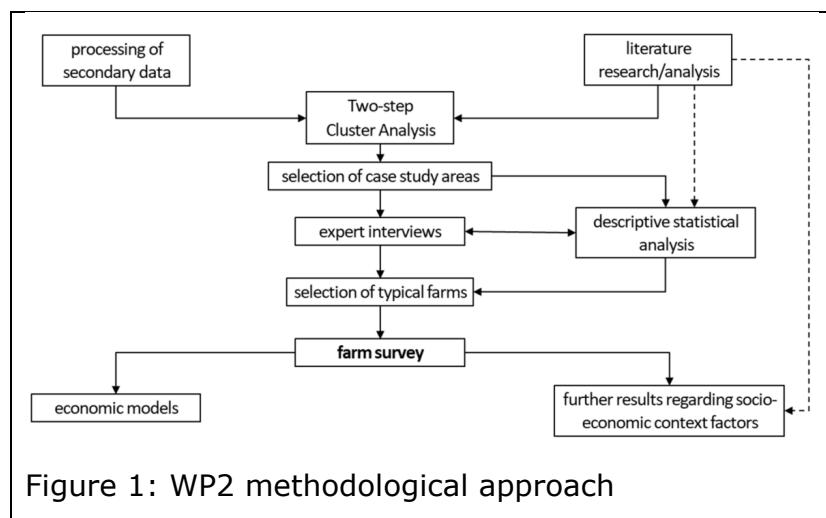 processing of
secondary data
literature
research/analysis
Two-step
Cluster Analysis
selection of case study areas
expert interviews
descriptive statistical
analysis
selection of typical farms
farm survey
economic models
further results regarding socio-
economic context factors
Figure 1: WP2 methodological approach